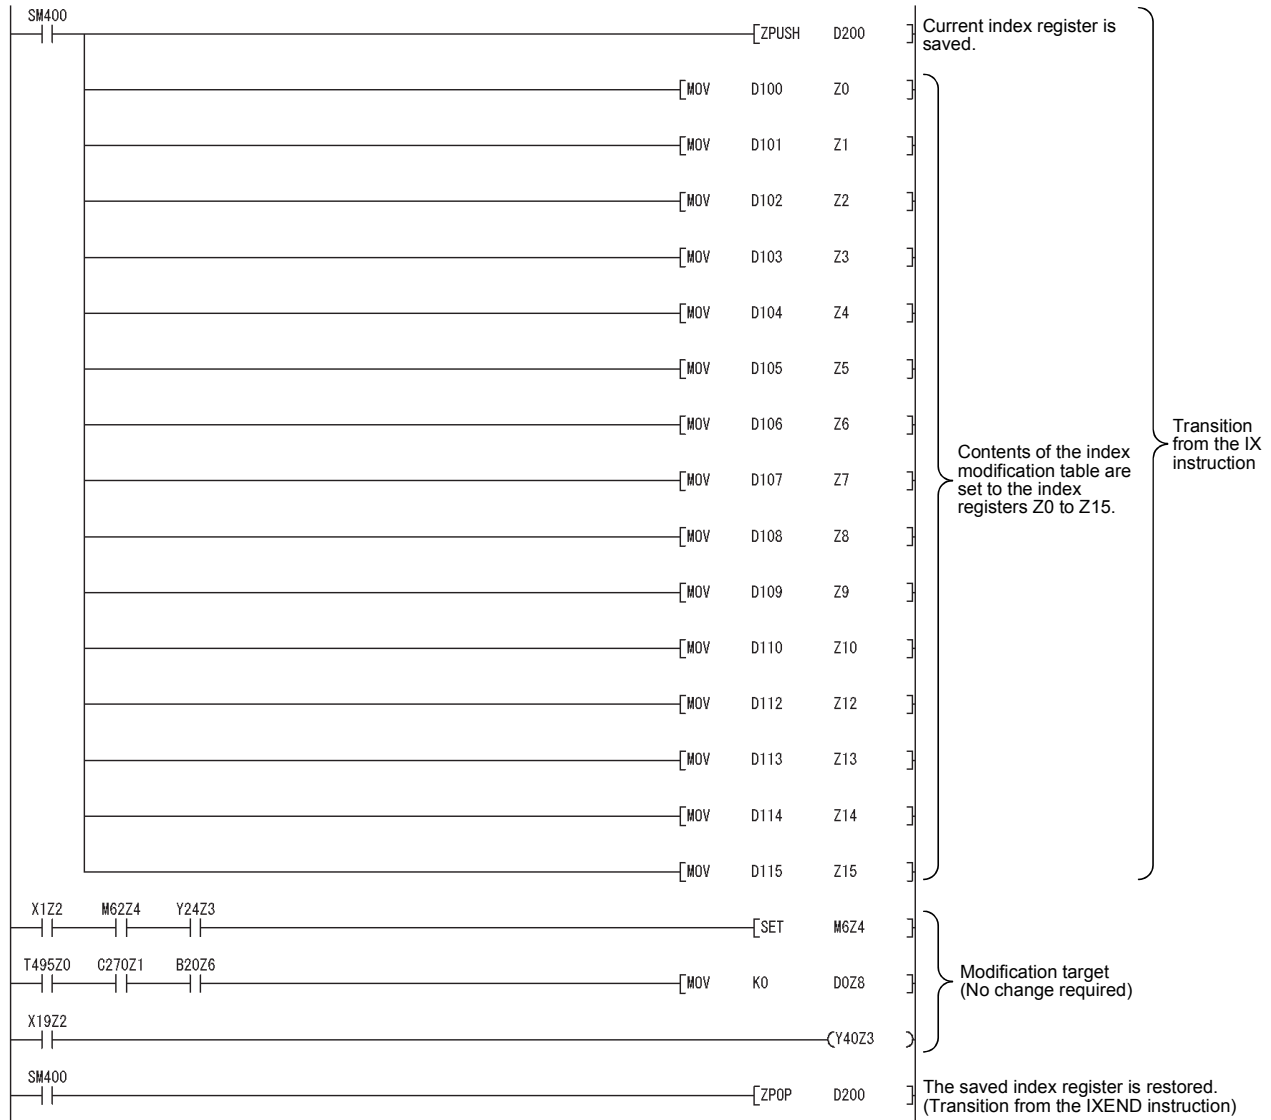 SM400
ZPUSH D200
Current index register is
saved.
MOV D100 Z0
MOV D101 Z1
MOV D102 Z2
MOV D103 Z3
MOV D104 Z4
MOV D105 Z5
MOV D106 Z6
MOV D107 Z7
MOV D108 Z8
MOV D109 Z9
MOV D110 Z10
MOV D112 Z12
MOV D113 Z13
MOV D114 Z14
MOV D115 Z15
Contents of the index
modification table are
set to the index
registers Z0 to Z15.
Transition
from the IX
instruction
X1Z2 M62Z4 Y24Z3
SET M6Z4
T495Z0 C270Z1 B20Z6
MOV K0 D0Z8
X19Z2
Y40Z3
Modification target
(No change required)
SM400
ZPOP D200
The saved index register is restored.
(Transition from the IXEND instruction)